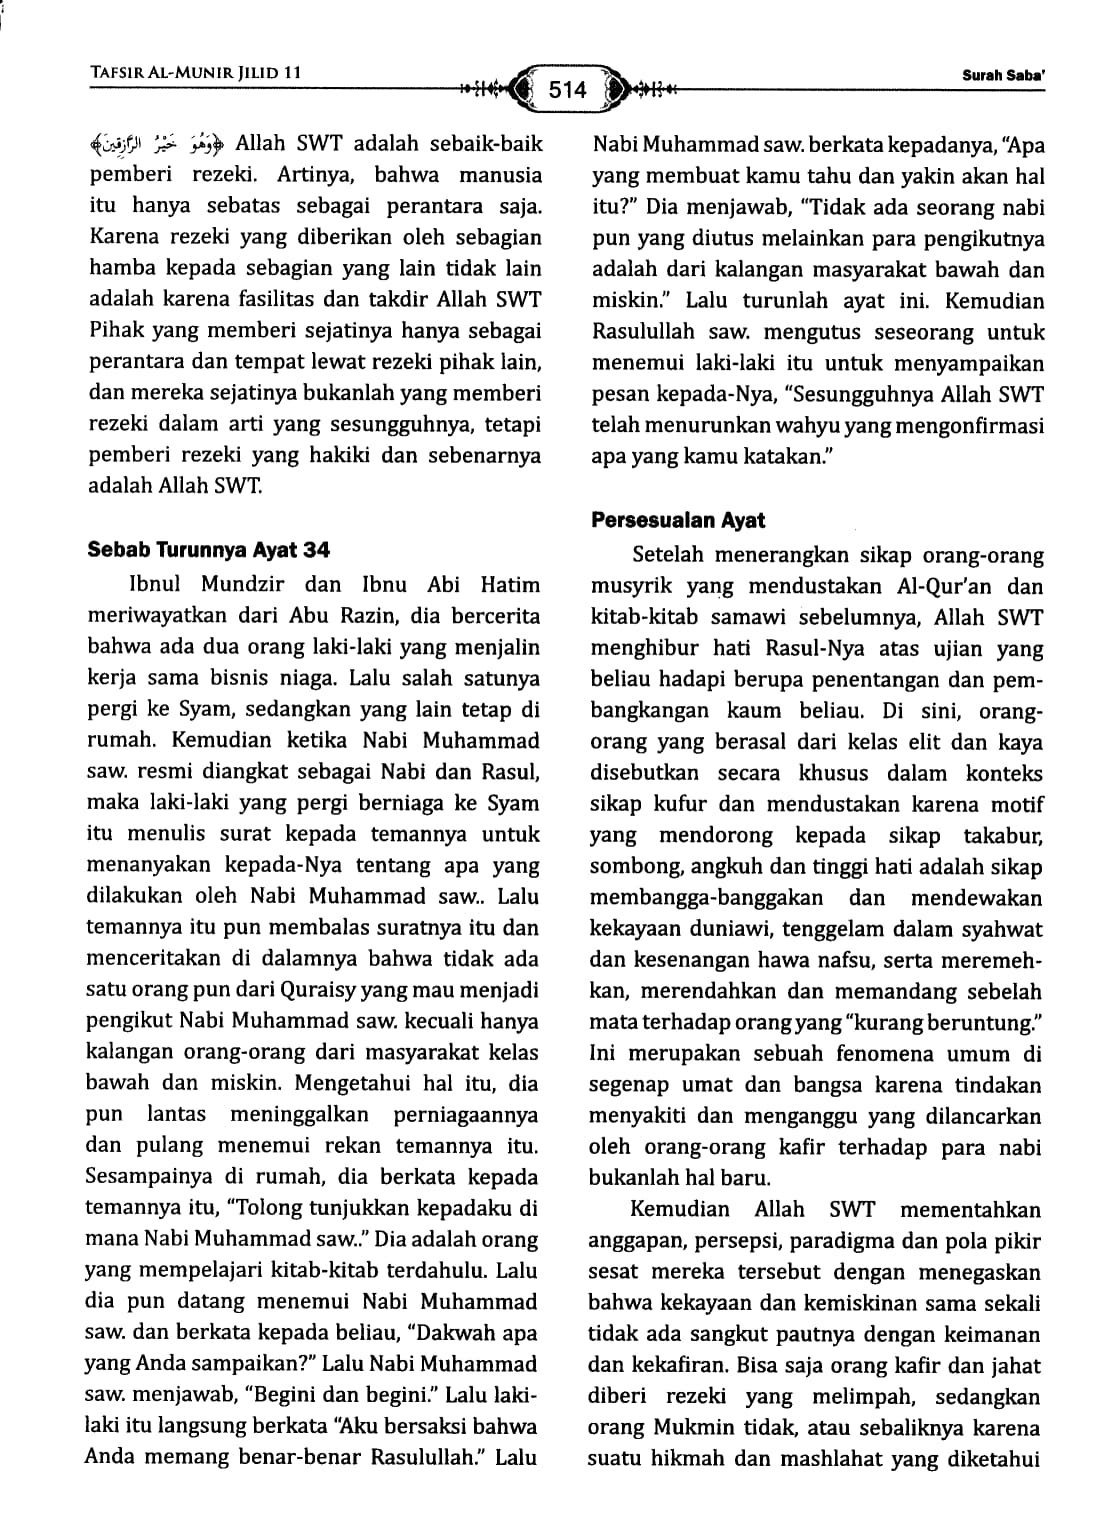 TAFSIR AL-MUNIR JILID 11
514
Surah Saba'
﴿وَهُوَ خَيْرُ الرَّازِقِينَ﴾ Allah SWT adalah sebaik-baik
pemberi rezeki. Artinya, bahwa manusia
itu hanya sebatas sebagai perantara saja.
Karena rezeki yang diberikan oleh sebagian
hamba kepada sebagian yang lain tidak lain
adalah karena fasilitas dan takdir Allah SWT
Pihak yang memberi sejatinya hanya sebagai
perantara dan tempat lewat rezeki pihak lain,
dan mereka sejatinya bukanlah yang memberi
rezeki dalam arti yang sesungguhnya, tetapi
pemberi rezeki yang hakiki dan sebenarnya
adalah Allah SWT.
Sebab Turunnya Ayat 34
Ibnul Mundzir dan Ibnu Abi Hatim
meriwayatkan dari Abu Razin, dia bercerita
bahwa ada dua orang laki-laki yang menjalin
kerja sama bisnis niaga. Lalu salah satunya
pergi ke Syam, sedangkan yang lain tetap di
rumah. Kemudian ketika Nabi Muhammad
saw. resmi diangkat sebagai Nabi dan Rasul,
maka laki-laki yang pergi berniaga ke Syam
itu menulis surat kepada temannya untuk
menanyakan kepada-Nya tentang apa yang
dilakukan oleh Nabi Muhammad saw.. Lalu
temannya itu pun membalas suratnya itu dan
menceritakan di dalamnya bahwa tidak ada
satu orang pun dari Quraisy yang mau menjadi
pengikut Nabi Muhammad saw. kecuali hanya
kalangan orang-orang dari masyarakat kelas
bawah dan miskin. Mengetahui hal itu, dia
pun lantas meninggalkan perniagaannya
dan pulang menemui rekan temannya itu.
Sesampainya di rumah, dia berkata kepada
temannya itu, “Tolong tunjukkan kepadaku di
mana Nabi Muhammad saw..” Dia adalah orang
yang mempelajari kitab-kitab terdahulu. Lalu
dia pun datang menemui Nabi Muhammad
saw. dan berkata kepada beliau, “Dakwah apa
yang Anda sampaikan?” Lalu Nabi Muhammad
saw. menjawab, “Begini dan begini.” Lalu laki-
laki itu langsung berkata “Aku bersaksi bahwa
Anda memang benar-benar Rasulullah.” Lalu
Nabi Muhammad saw. berkata kepadanya, “Apa
yang membuat kamu tahu dan yakin akan hal
itu?” Dia menjawab, “Tidak ada seorang nabi
pun yang diutus melainkan para pengikutnya
adalah dari kalangan masyarakat bawah dan
miskin.” Lalu turunlah ayat ini. Kemudian
Rasulullah saw. mengutus seseorang untuk
menemui laki-laki itu untuk menyampaikan
pesan kepada-Nya, “Sesungguhnya Allah SWT
telah menurunkan wahyu yang mengonfirmasi
apa yang kamu katakan.”
Persesualan Ayat
Setelah menerangkan sikap orang-orang
musyrik yang mendustakan Al-Qur’an dan
kitab-kitab samawi sebelumnya, Allah SWT
menghibur hati Rasul-Nya atas ujian yang
beliau hadapi berupa penentangan dan pem-
bangkangan kaum beliau. Di sini, orang-
orang yang berasal dari kelas elit dan kaya
disebutkan secara khusus dalam konteks
sikap kufur dan mendustakan karena motif
yang mendorong kepada sikap takabur,
sombong, angkuh dan tinggi hati adalah sikap
membangga-banggakan dan mendewakan
kekayaan duniawi, tenggelam dalam syahwat
dan kesenangan hawa nafsu, serta meremeh-
kan, merendahkan dan memandang sebelah
mata terhadap orang yang “kurang beruntung.”
Ini merupakan sebuah fenomena umum di
segenap umat dan bangsa karena tindakan
menyakiti dan menganggu yang dilancarkan
oleh orang-orang kafir terhadap para nabi
bukanlah hal baru.
Kemudian Allah SWT mementahkan
anggapan, persepsi, paradigma dan pola pikir
sesat mereka tersebut dengan menegaskan
bahwa kekayaan dan kemiskinan sama sekali
tidak ada sangkut pautnya dengan keimanan
dan kekafiran. Bisa saja orang kafir dan jahat
diberi rezeki yang melimpah, sedangkan
orang Mukmin tidak, atau sebaliknya karena
suatu hikmah dan mashlahat yang diketahui